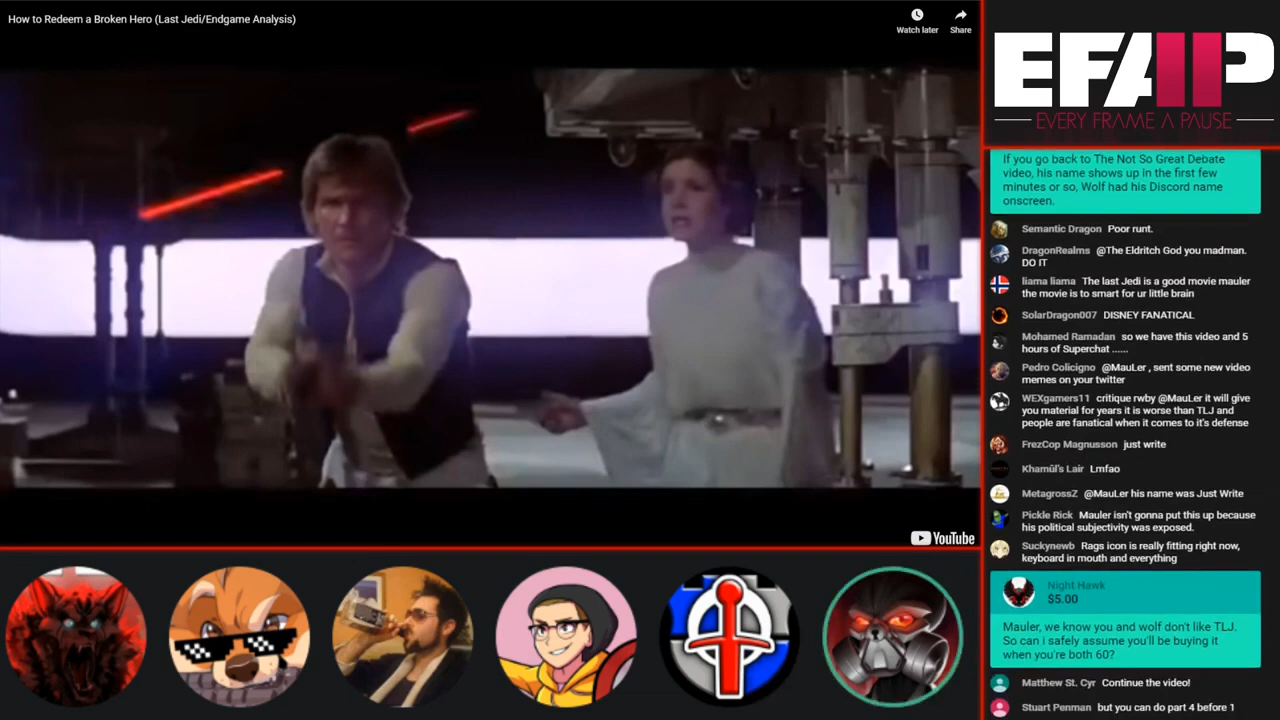 How to Redeem a Broken Hero (Last Jedi/Endgame Analysis)
Watch later
Share
YouTube
EFAP
EVERY FRAME A PAUSE
If you go back to The Not So Great Debate
video, his name shows up in the first few
minutes or so, Wolf had his Discord name
onscreen.
Semantic Dragon Poor runt.
DragonRealms @The Eldritch God you madman.
DO IT
liama liama The last Jedi is a good movie mauler
the movie is to smart for ur little brain
SolarDragon007 DISNEY FANATICAL
Mohamed Ramadan so we have this video and 5
hours of Superchat ......
Pedro Colicigno @MauLer , sent some new video
memes on your twitter
WEXgamers11 critique rwby @MauLer it will give
you material for years it is worse than TLJ and
people are fanatical when it comes to it's defense
FrezCop Magnusson just write
Khamûl's Lair Lmfao
MetagrossZ @MauLer his name was Just Write
Pickle Rick Mauler isn't gonna put this up because
his political subjectivity was exposed.
Suckynewb Rags icon is really fitting right now,
keyboard in mouth and everything
Night Hawk
$5.00
Mauler, we know you and wolf don't like TLJ.
So can i safely assume you'll be buying it
when you're both 60?
Matthew St. Cyr Continue the video!
Stuart Penman but you can do part 4 before 1